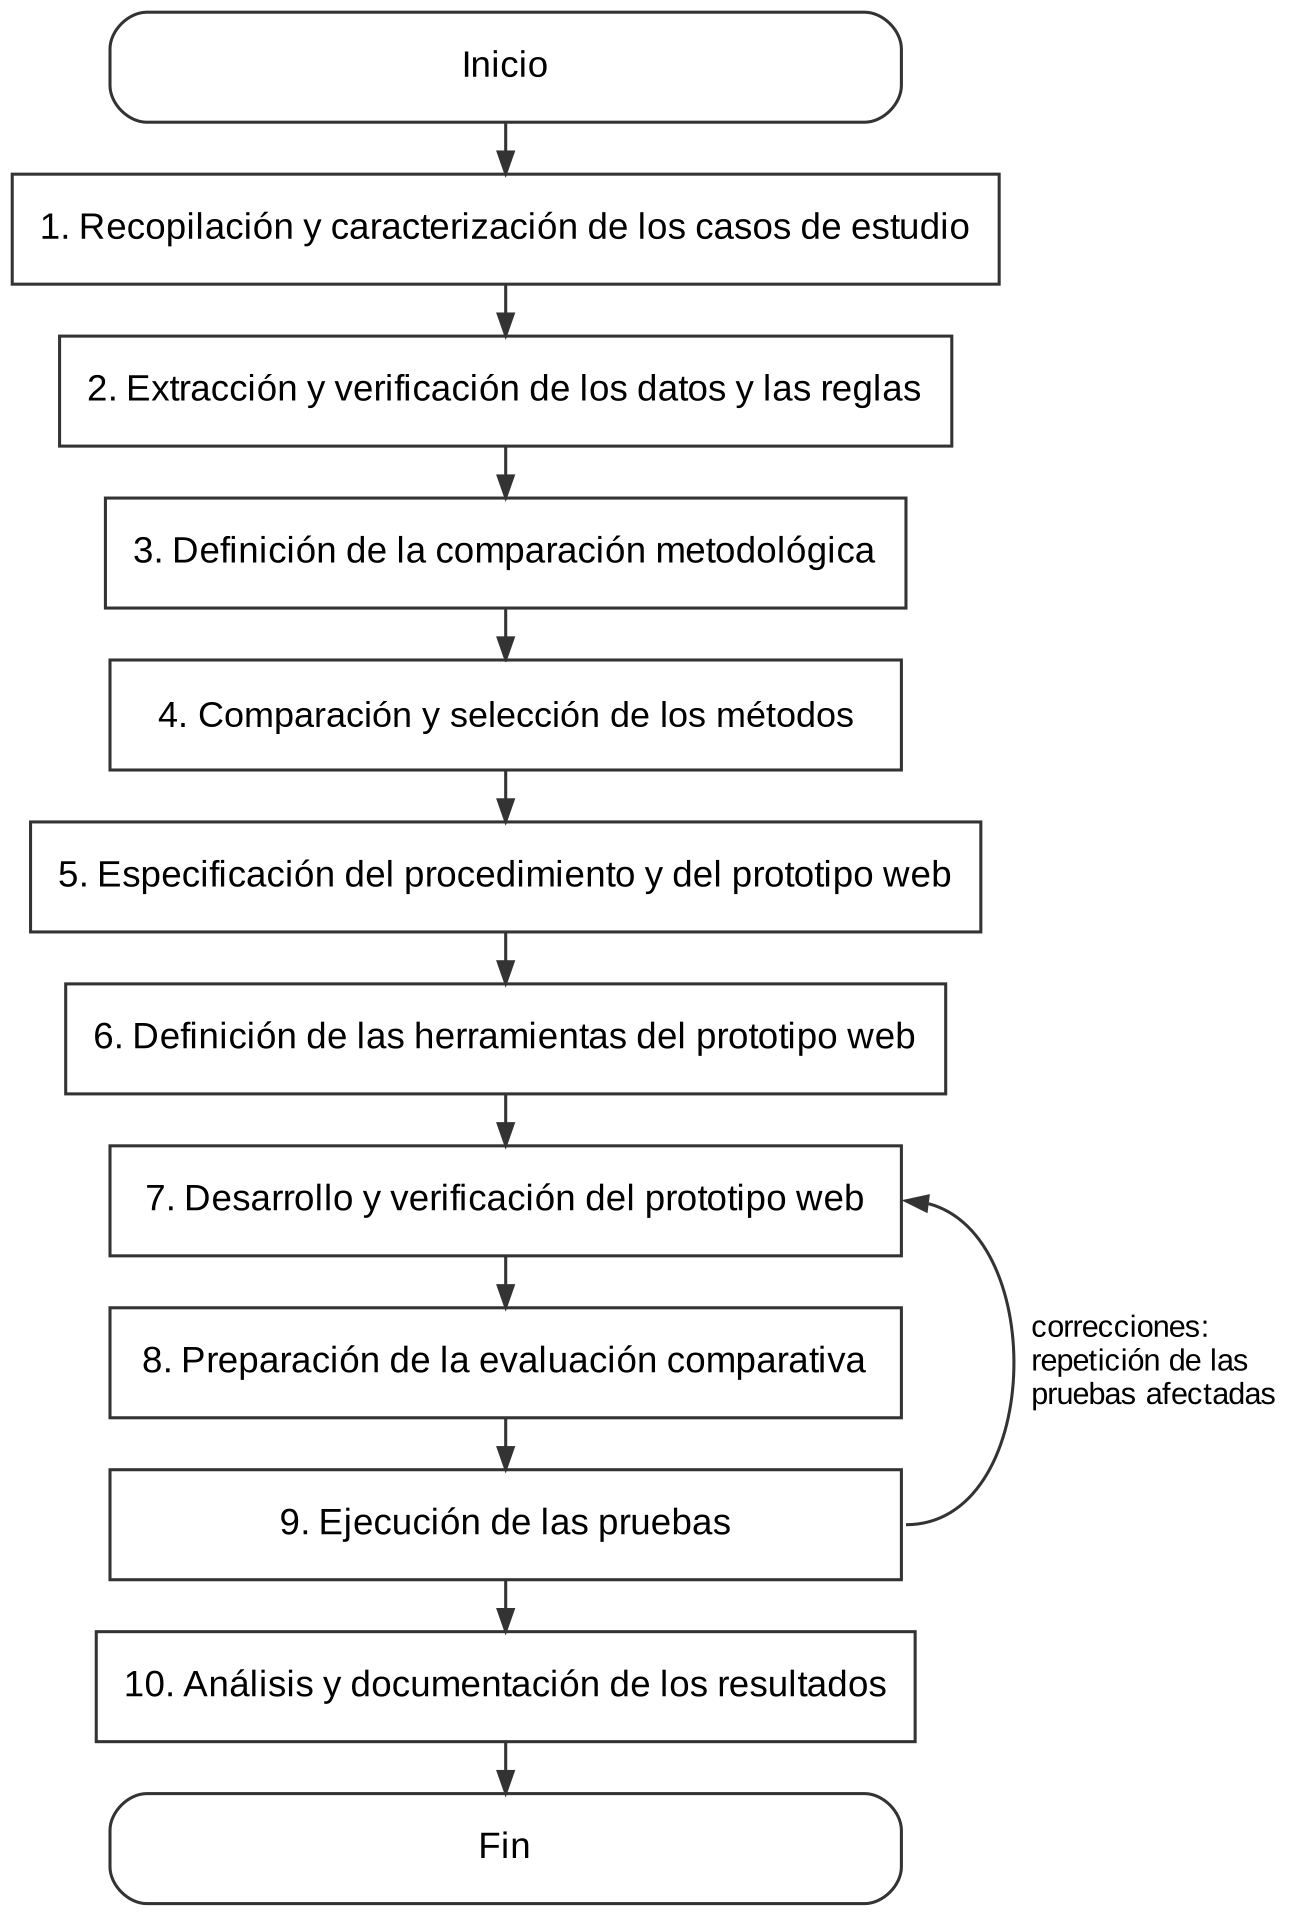 Inicio
1. Recopilación y caracterización de los casos de estudio
2. Extracción y verificación de los datos y las reglas
3. Definición de la comparación metodológica
4. Comparación y selección de los métodos
5. Especificación del procedimiento y del prototipo web
6. Definición de las herramientas del prototipo web
7. Desarrollo y verificación del prototipo web
8. Preparación de la evaluación comparativa
correcciones:
repetición de las
pruebas afectadas
9. Ejecución de las pruebas
10. Análisis y documentación de los resultados
Fin